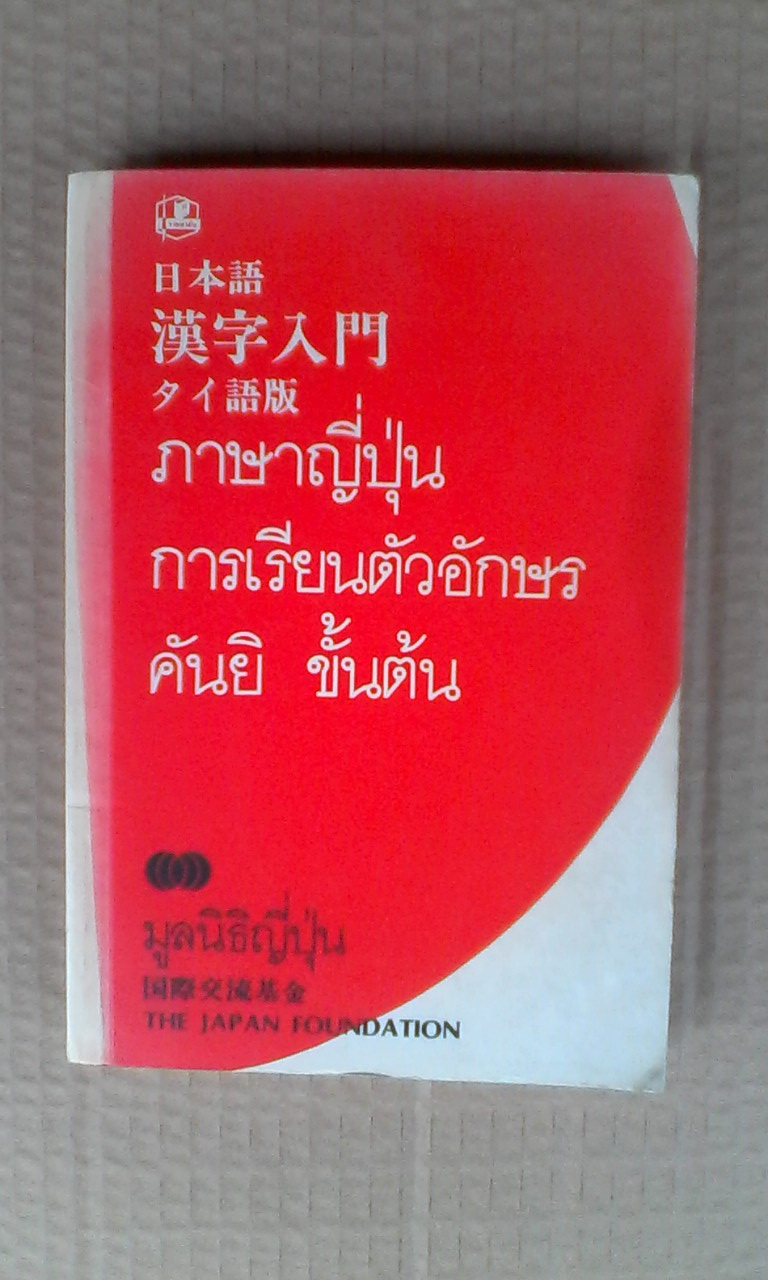 日本語
漢字入門
タイ語版
ภาษาญี่ปุ่น
การเรียนตัวอักษร
คันยิ ขั้นต้น
มูลนิธิญี่ปุ่น
国際交流基金
THE JAPAN FOUNDATION